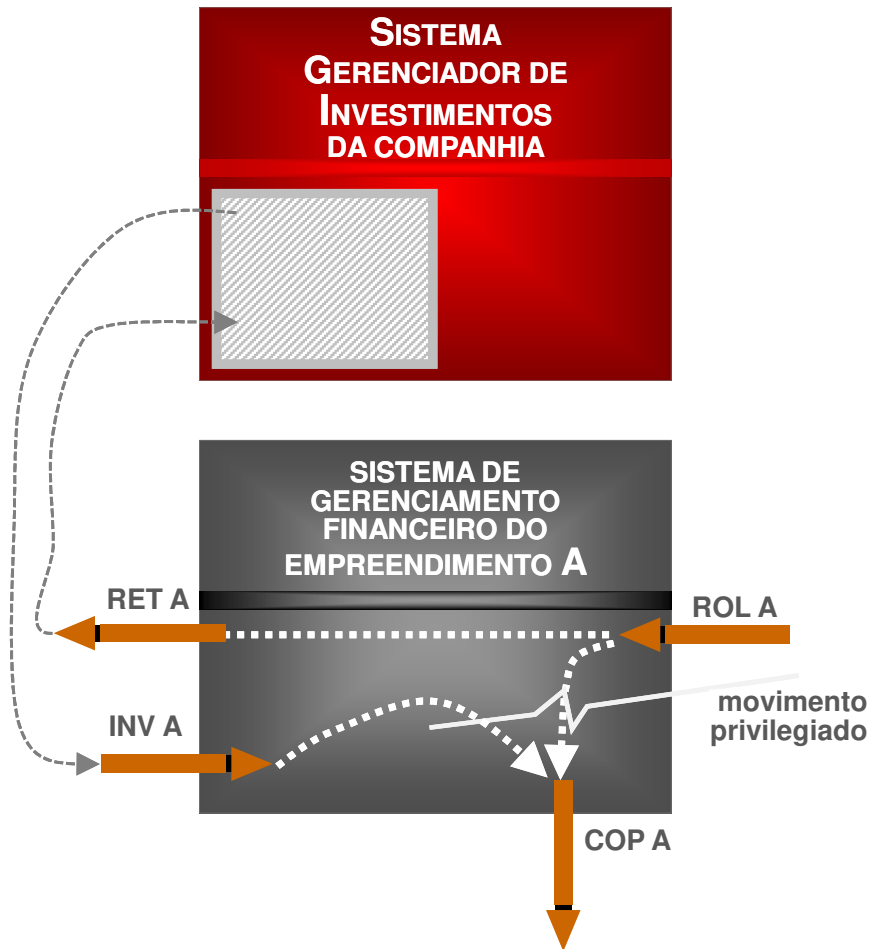 SISTEMA
GERENCIADOR DE
INVESTIMENTOS
DA COMPANHIA
SISTEMA DE
GERENCIAMENTO
FINANCEIRO DO
EMPREENDIMENTO A
RET A
ROL A
movimento
privilegiado
INV A
COP A